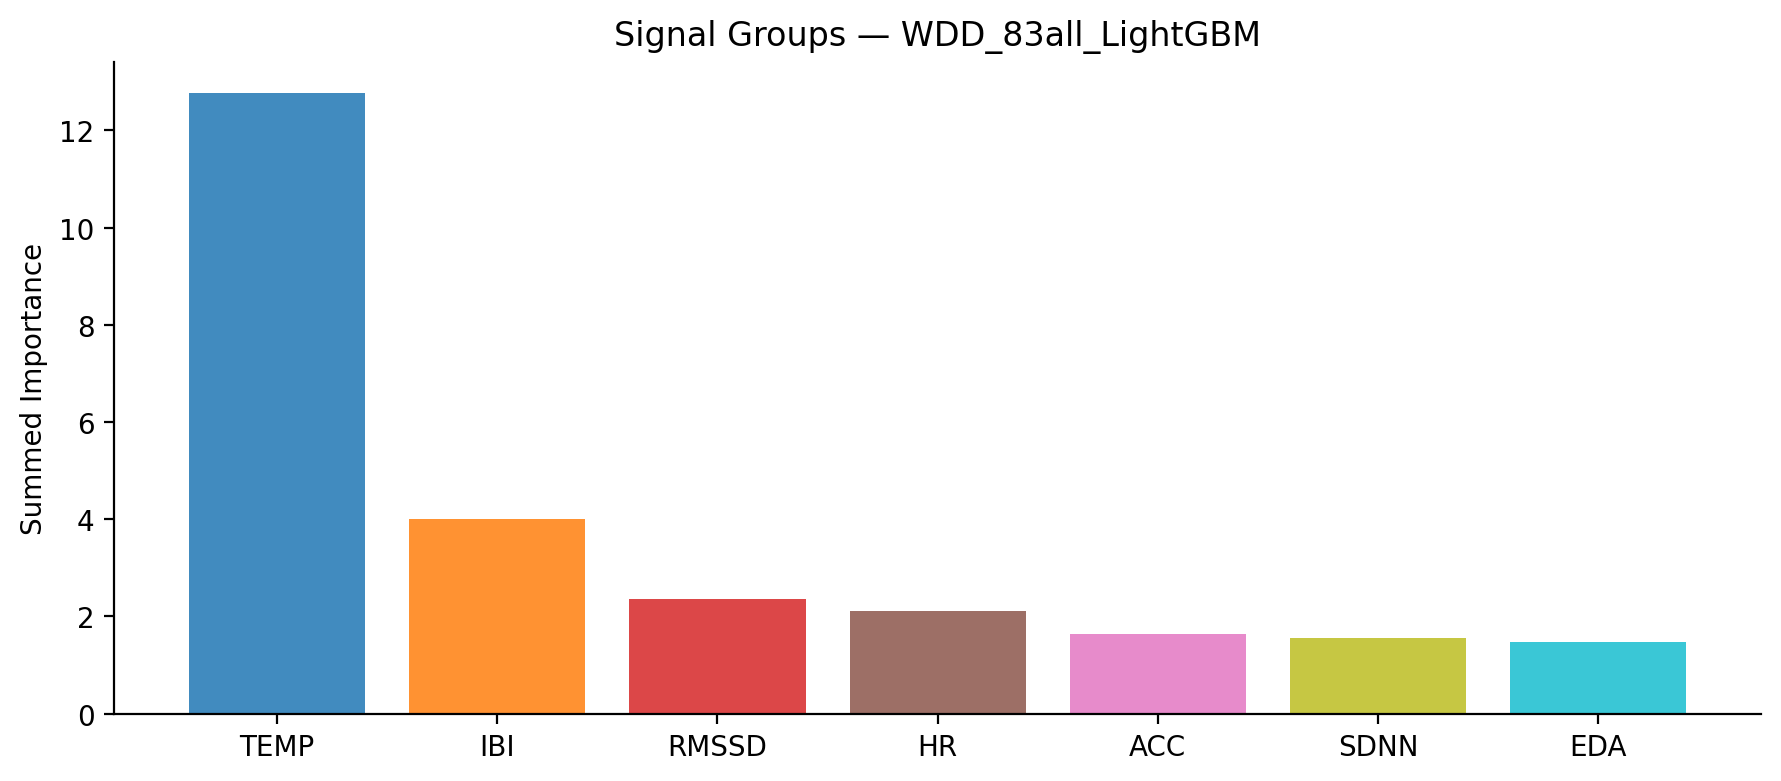 Signal Groups — WDD_83all_LightGBM
Summed Importance
12
10
8
6
4
2
0
TEMP IBI RMSSD HR ACC SDNN EDA